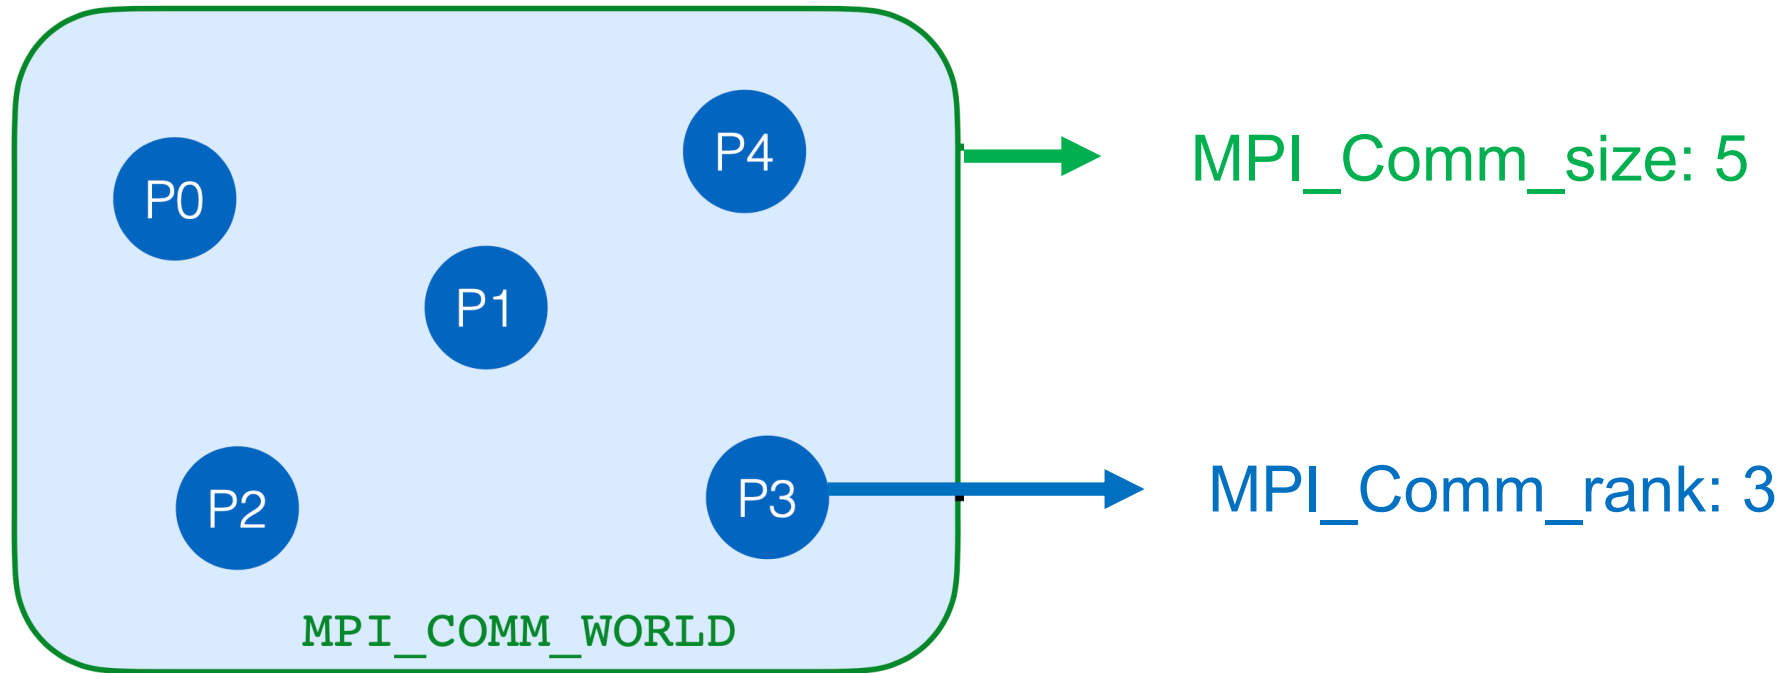 P4
MPI_Comm_size: 5
P0
P1
P3
MPI_Comm_rank: 3
P2
MPI_COMM_WORLD